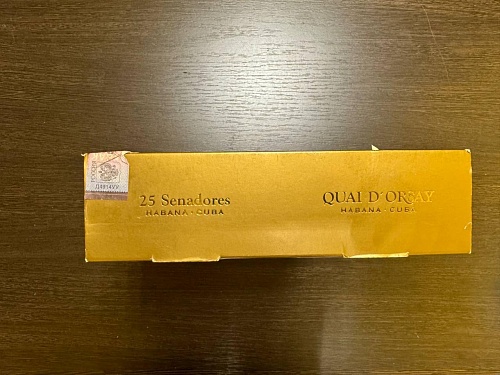 25 Senadores
HABANA · CUBA
QUAI D´ORSAY
HABANA · CUBA